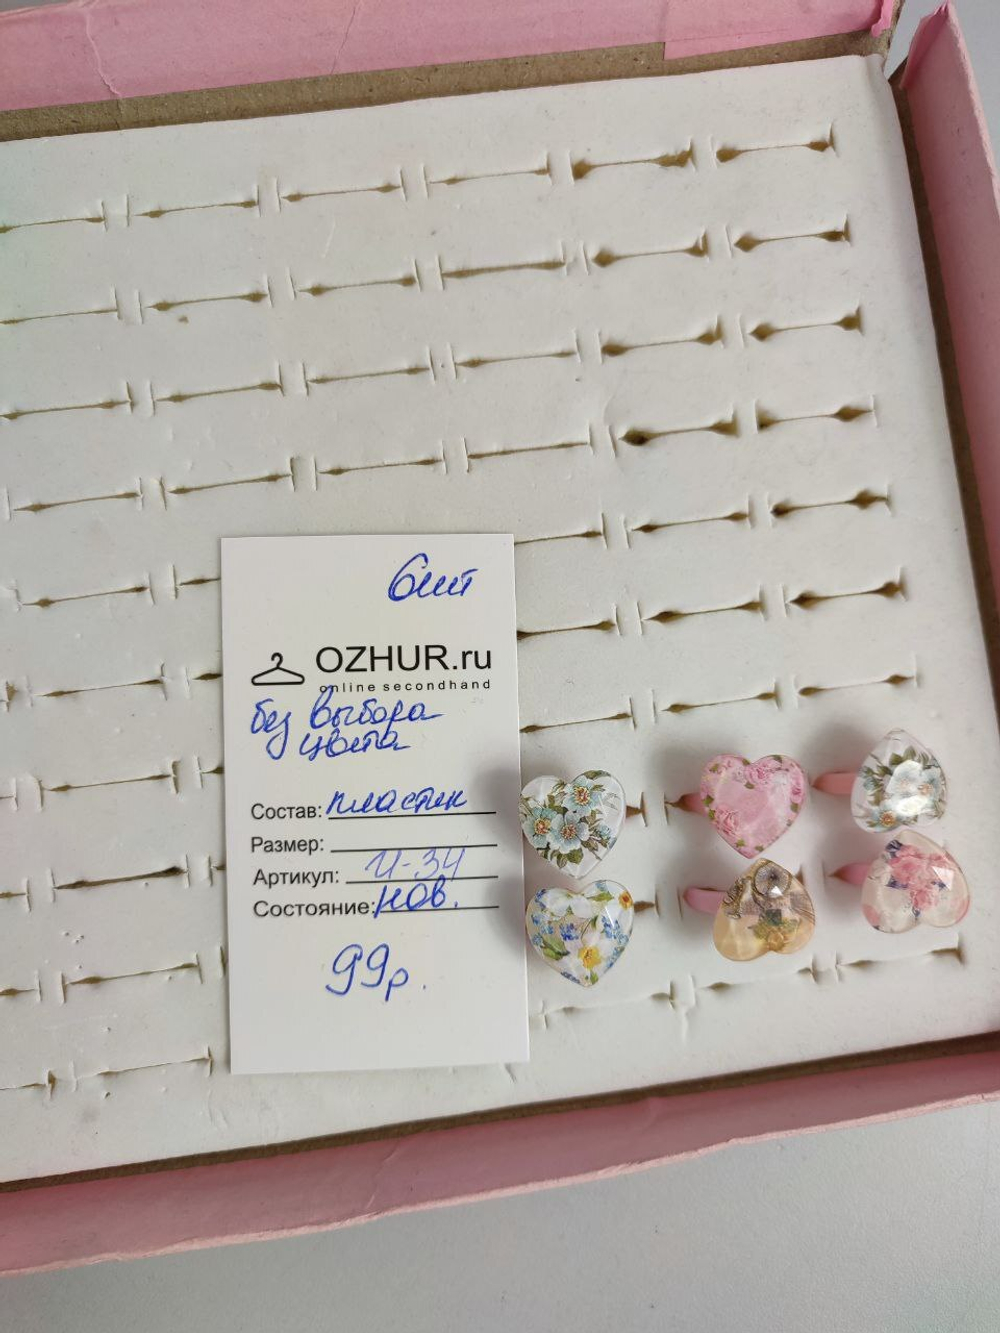 6шт
OZHUR.ru
online secondhand
без выбора
цвета
Состав: пластик
Размер:
Артикул: И-34
Состояние: нов.
99р.